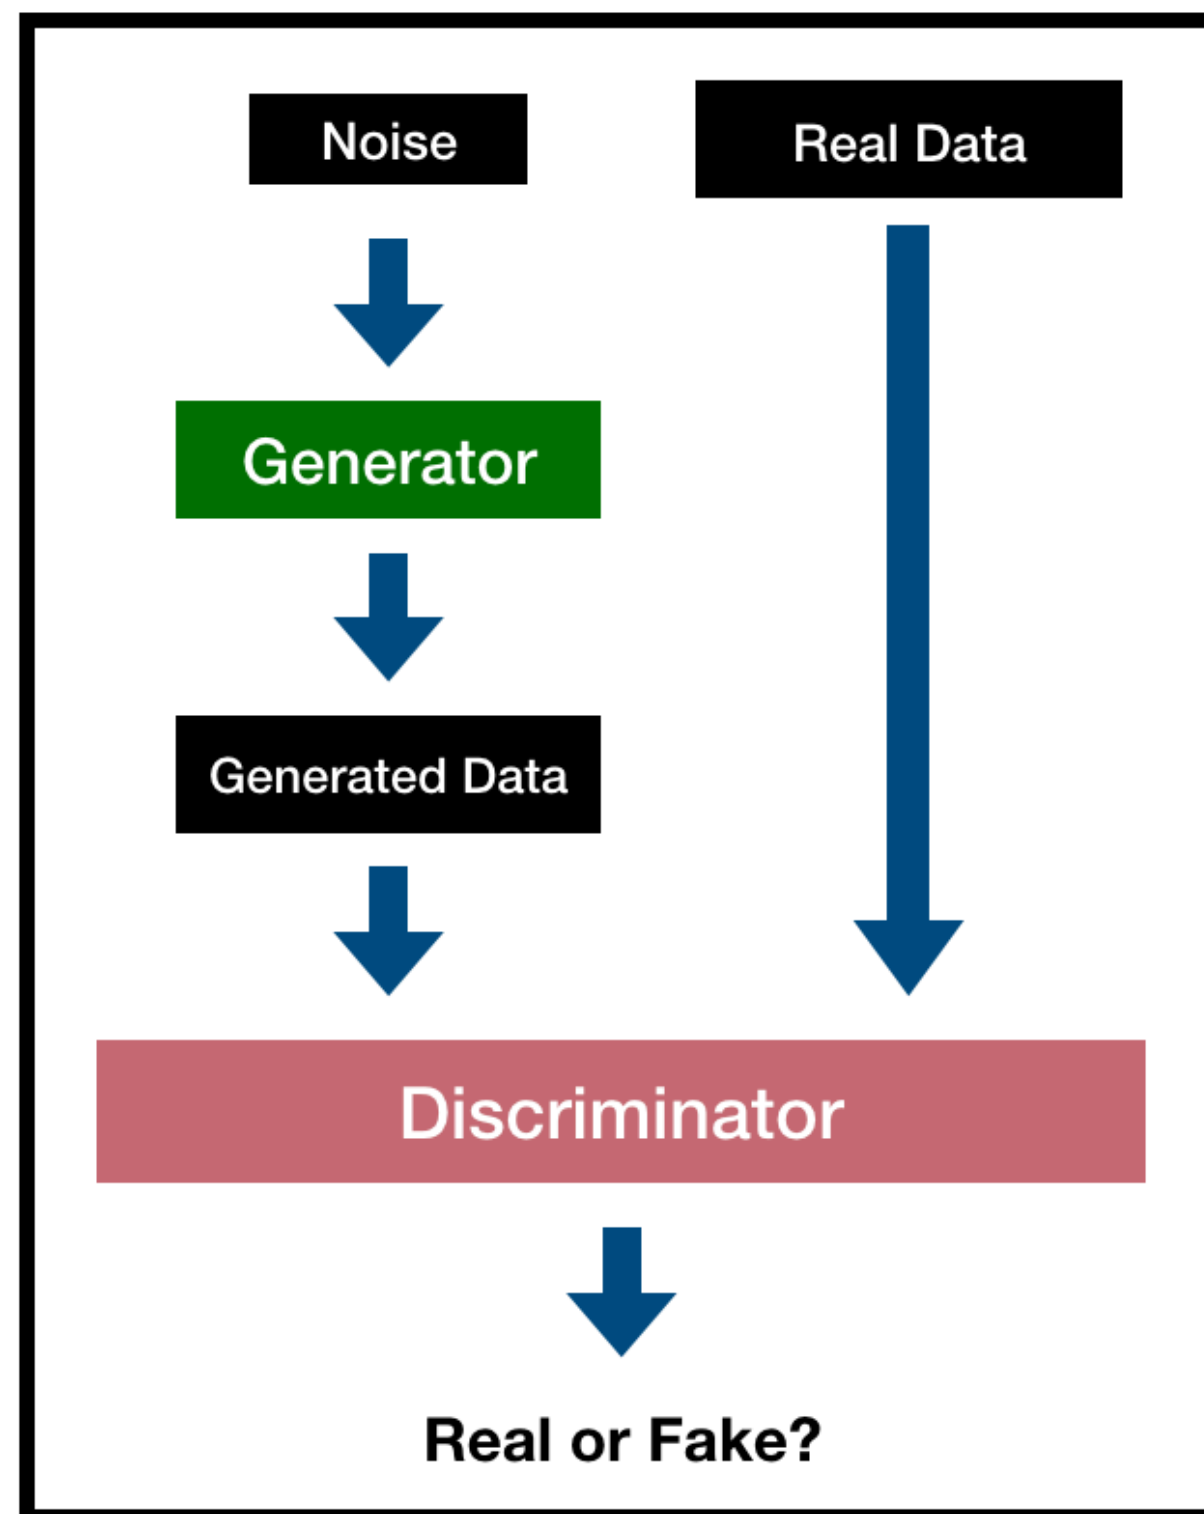 Noise
Real Data
Generator
Generated Data
Discriminator
Real or Fake?